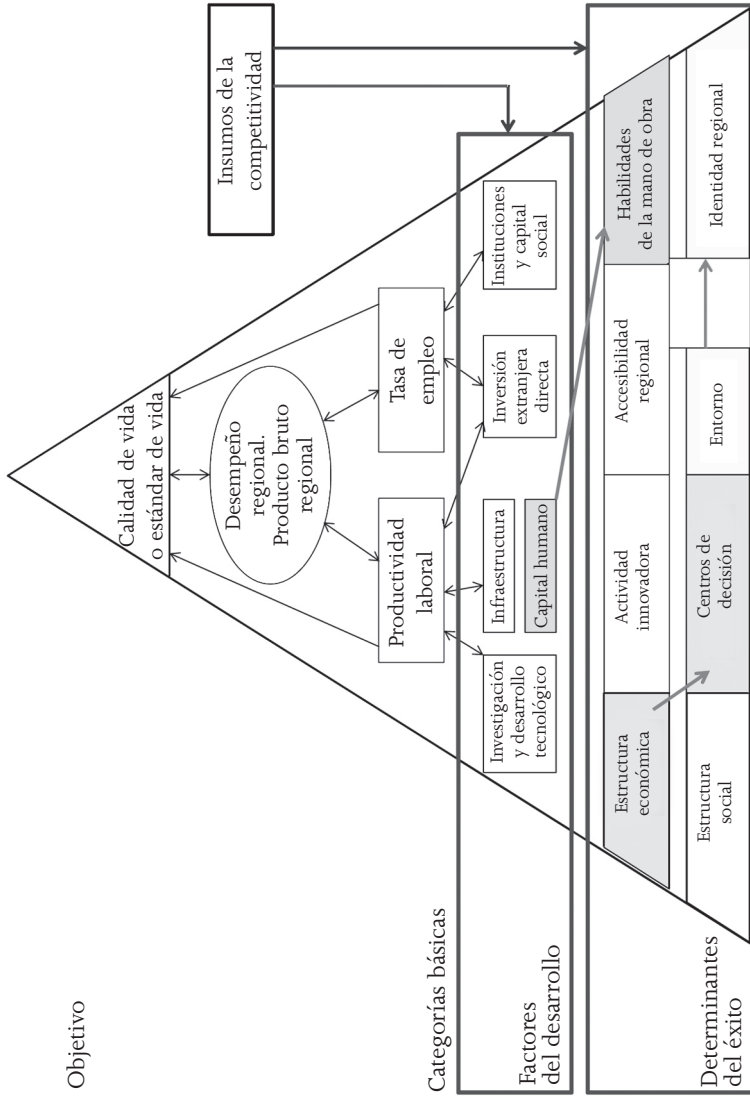 Objetivo
Calidad de vida
o estándar de vida
Insumos de la
competitividad
Desempeño
regional.
Producto bruto
regional
Categorías básicas
Productividad
laboral
Tasa de
empleo
Factores
del desarrollo
Investigación
y desarrollo
tecnológico
Infraestructura
Capital humano
Inversión
extranjera
directa
Instituciones
y capital
social
Determinantes
del éxito
Estructura
económica
Actividad
innovadora
Accesibilidad
regional
Habilidades
de la mano de obra
Estructura
social
Centros de
decisión
Entorno
Identidad regional